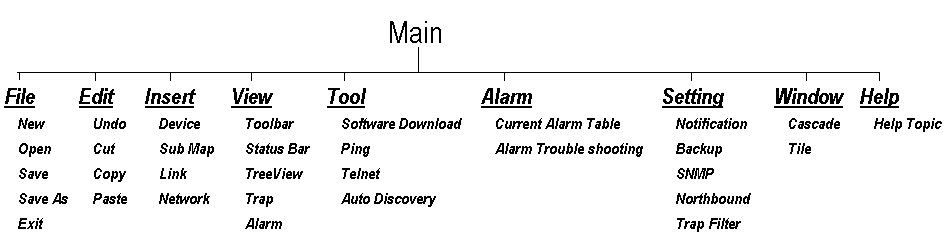 Main
File Edit Insert View Tool Alarm Setting Window Help
New Undo Device Toolbar Software Download Current Alarm Table Notification Cascade Help Topic
Open Cut Sub Map Status Bar Ping Alarm Trouble shooting Backup Tile
Save Copy Link TreeView Telnet SNMP
Save As Paste Network Trap Auto Discovery Northbound
Exit Alarm Trap Filter